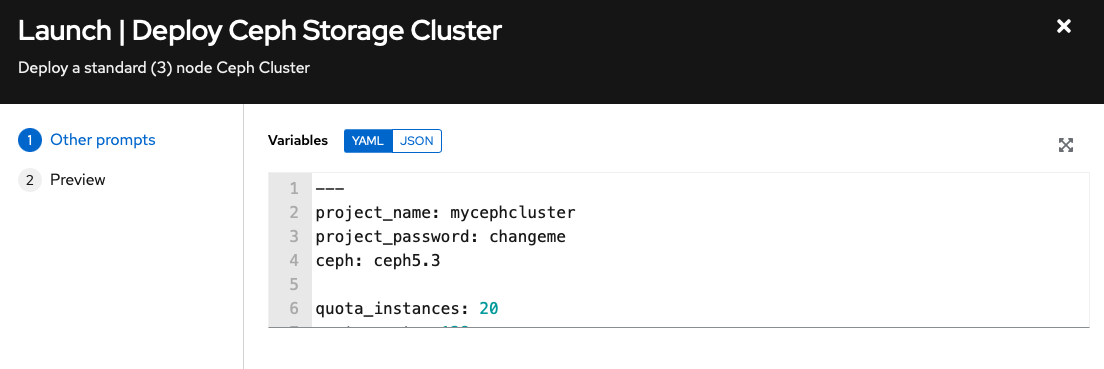 Launch | Deploy Ceph Storage Cluster
Deploy a standard (3) node Ceph Cluster
1 Other prompts
2 Preview
Variables YAML JSON
1 ---
2 project_name: mycephcluster
3 project_password: changeme
4 ceph: ceph5.3
5
6 quota_instances: 20